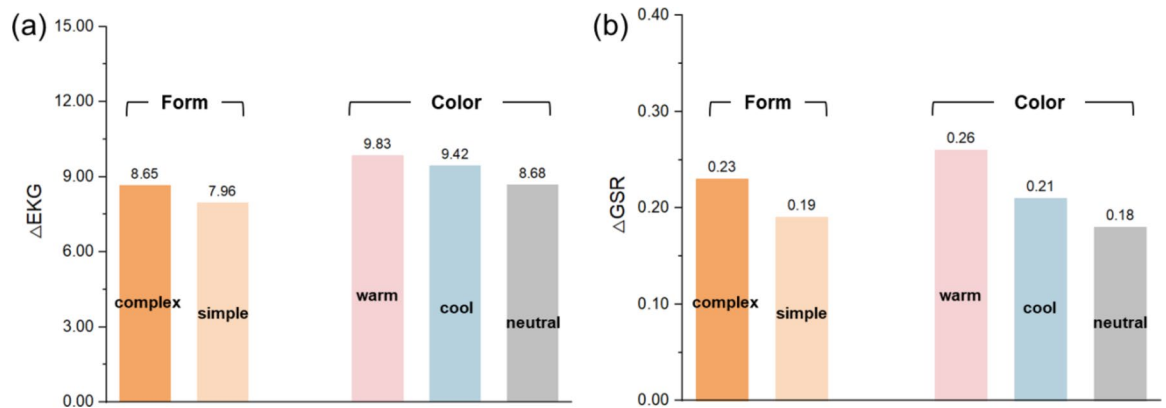 (a)
△EKG
15.00
12.00
9.00
6.00
3.00
0.00
Form
Color
8.65
7.96
9.83
9.42
8.68
complex
simple
warm
cool
neutral
(b)
△GSR
0.40
0.30
0.20
0.10
0.00
Form
Color
0.23
0.19
0.26
0.21
0.18
complex
simple
warm
cool
neutral